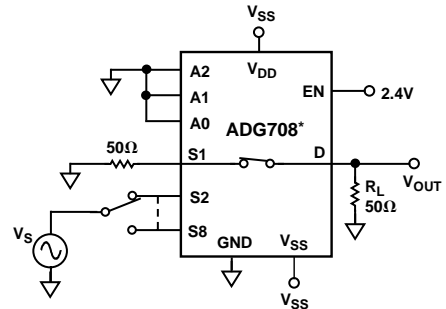 VSS
VDD
A2
A1
A0
EN
2.4V
ADG708*
50Ω
S1
D
VOUT
RL
50Ω
S2
S8
VS
GND
VSS
VSS